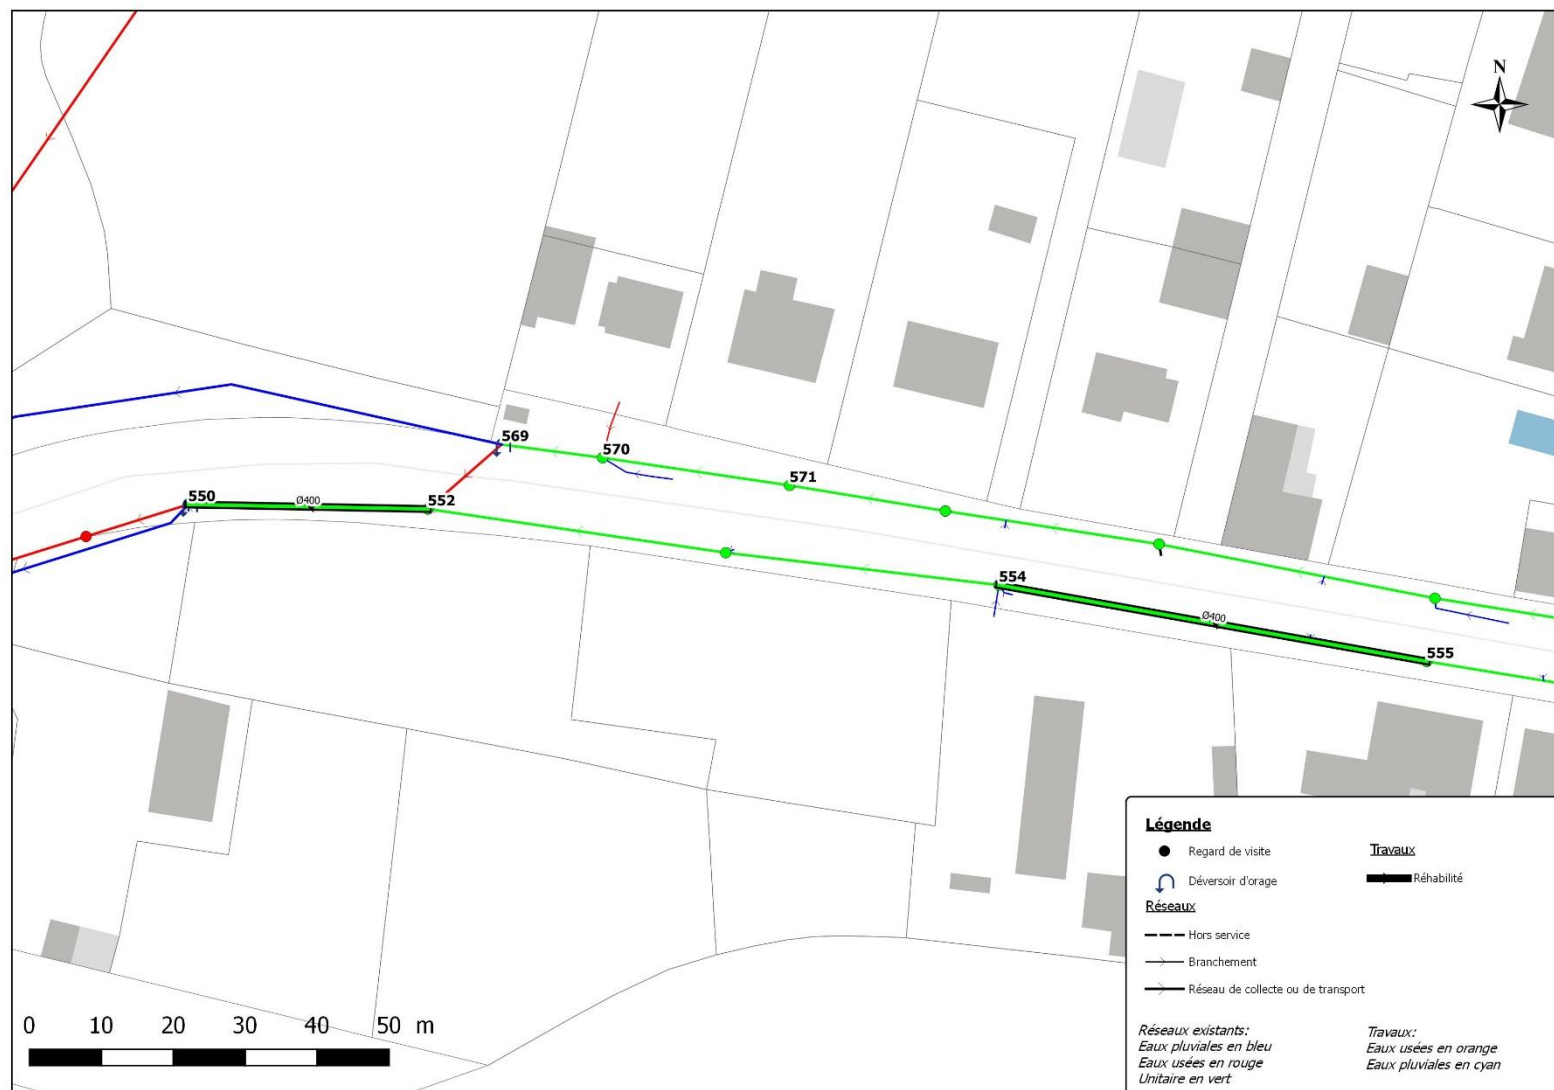 N
569
570
571
550
Ø400
552
554
Ø400
555
Légende
Regard de visite
Travaux
Déversoir d'orage
Réhabilité
Réseaux
Hors service
Branchement
Réseau de collecte ou de transport
0 10 20 30 40 50 m
Réseaux existants:
Eaux pluviales en bleu
Eaux usées en rouge
Unitaire en vert
Travaux:
Eaux usées en orange
Eaux pluviales en cyan